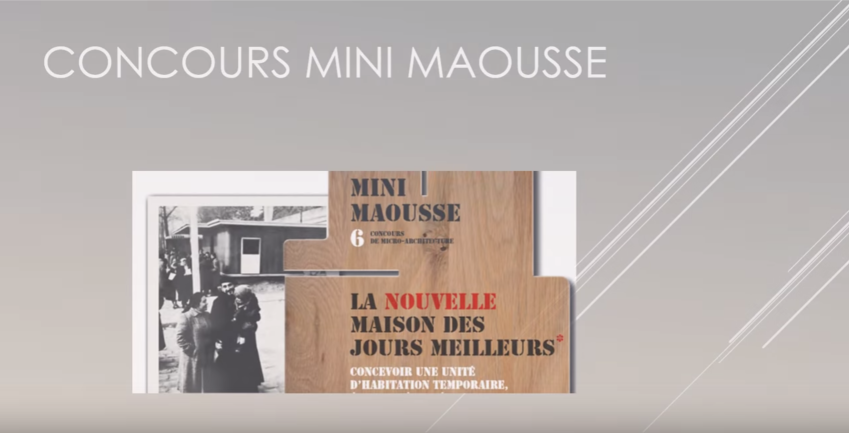 CONCOURS MINI MAOUSSE
MINI
MAOUSSE
6 CONCOURS
DE MICRO-ARCHITECTURE
LA NOUVELLE
MAISON DES
JOURS MEILLEURS
CONCEVOIR UNE UNITÉ
D'HABITATION TEMPORAIRE,